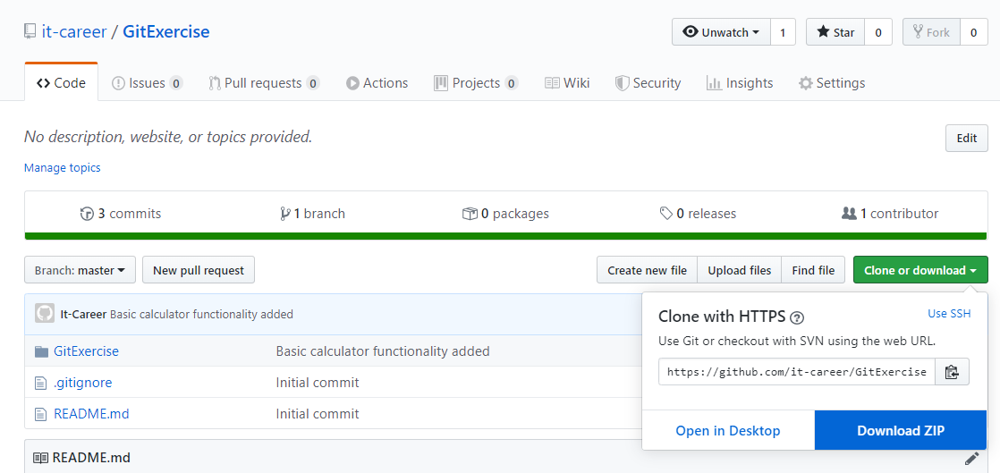 it-career / GitExercise
Unwatch 1 Star 0 Fork 0
Code Issues 0 Pull requests 0 Actions Projects 0 Wiki Security Insights Settings
No description, website, or topics provided.
Edit
Manage topics
3 commits 1 branch 0 packages 0 releases 1 contributor
Branch: master New pull request Create new file Upload files Find file Clone or download
It-Career Basic calculator functionality added
GitExercise Basic calculator functionality added
.gitignore Initial commit
README.md Initial commit
Clone with HTTPS ? Use SSH
Use Git or checkout with SVN using the web URL.
https://github.com/it-career/GitExercise
Open in Desktop Download ZIP
README.md